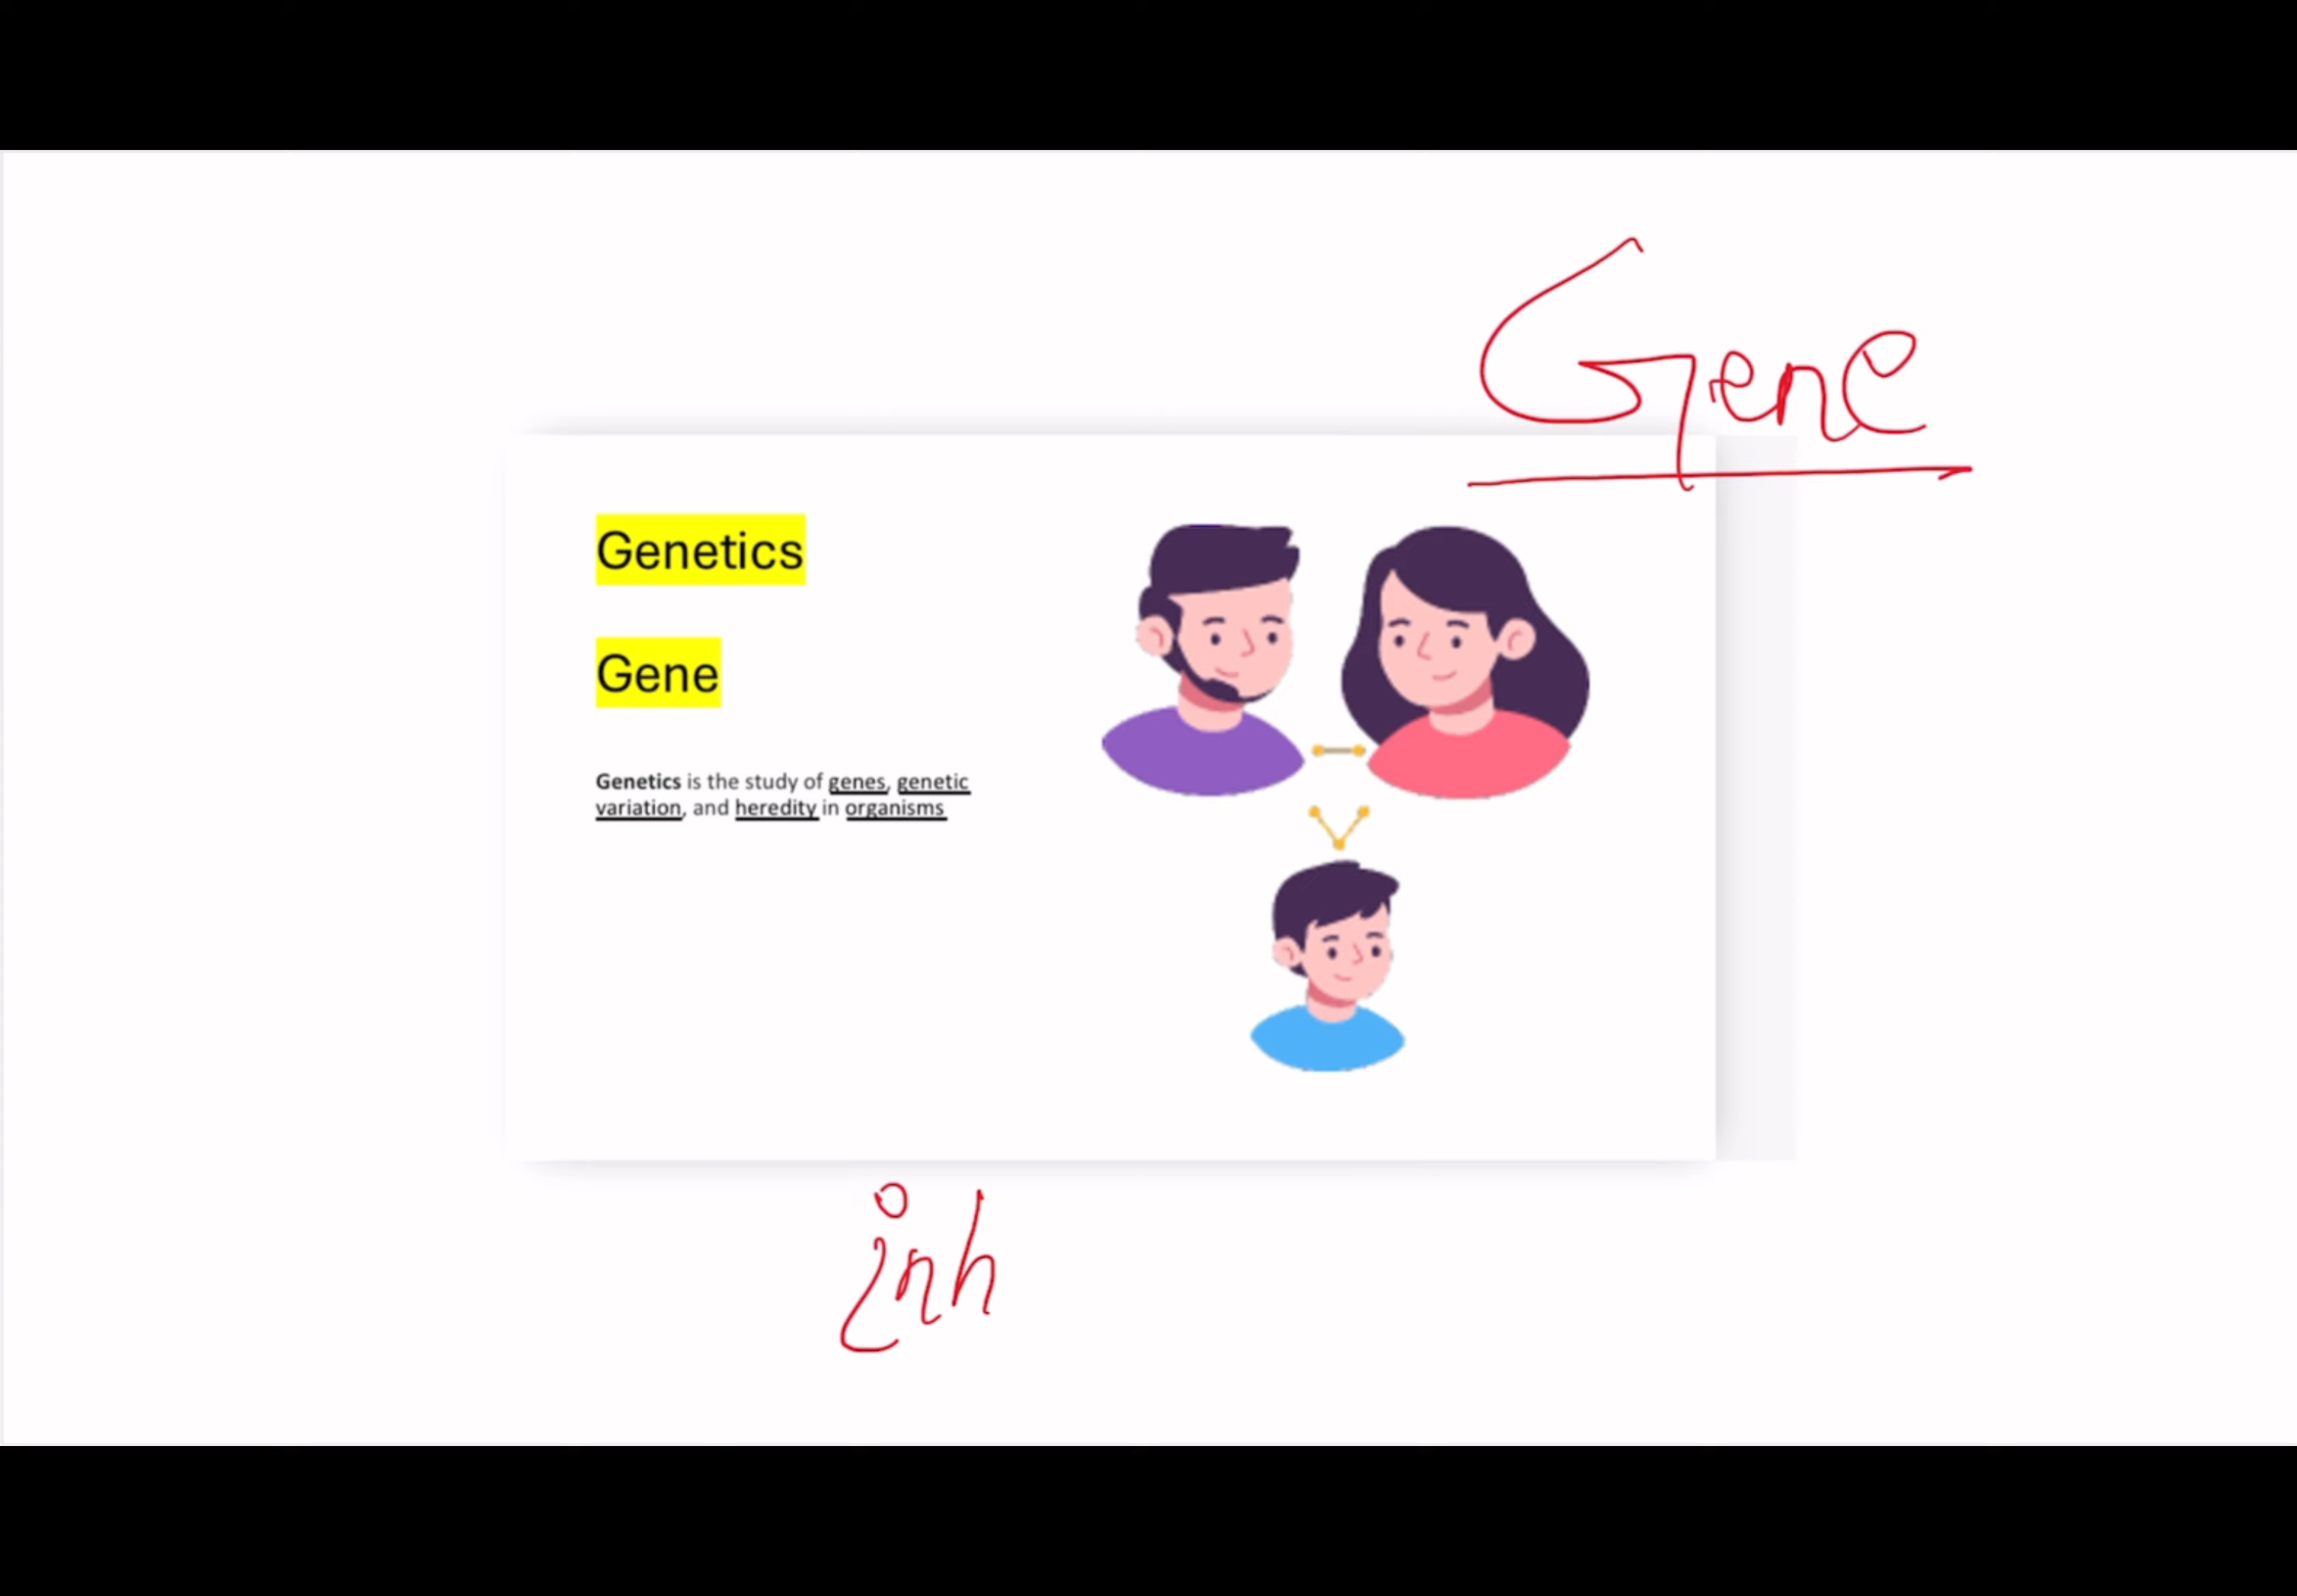 Gene
Genetics
Gene
Genetics is the study of genes, genetic
variation, and heredity in organisms
inh